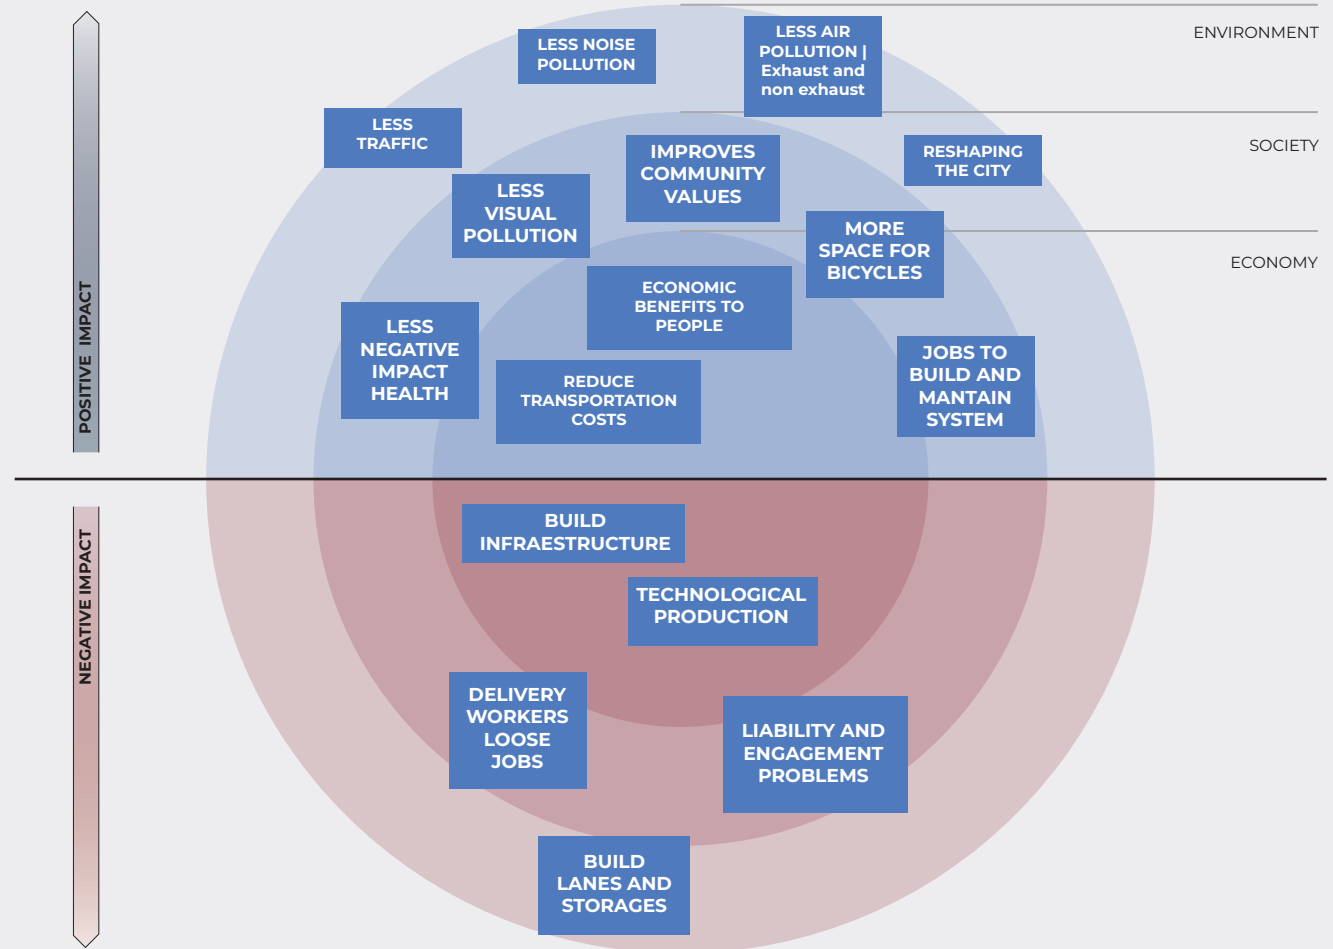 ENVIRONMENT
LESS NOISE
POLLUTION
LESS AIR
POLLUTION |
Exhaust and
non exhaust
LESS
TRAFFIC
SOCIETY
IMPROVES
COMMUNITY
VALUES
RESHAPING
THE CITY
LESS
VISUAL
POLLUTION
MORE
SPACE FOR
BICYCLES
ECONOMY
ECONOMIC
BENEFITS TO
PEOPLE
LESS
NEGATIVE
IMPACT
HEALTH
REDUCE
TRANSPORTATION
COSTS
JOBS TO
BUILD AND
MANTAIN
SYSTEM
POSITIVE IMPACT
BUILD
INFRAESTRUCTURE
TECHNOLOGICAL
PRODUCTION
NEGATIVE IMPACT
DELIVERY
WORKERS
LOOSE
JOBS
LIABILITY AND
ENGAGEMENT
PROBLEMS
BUILD
LANES AND
STORAGES